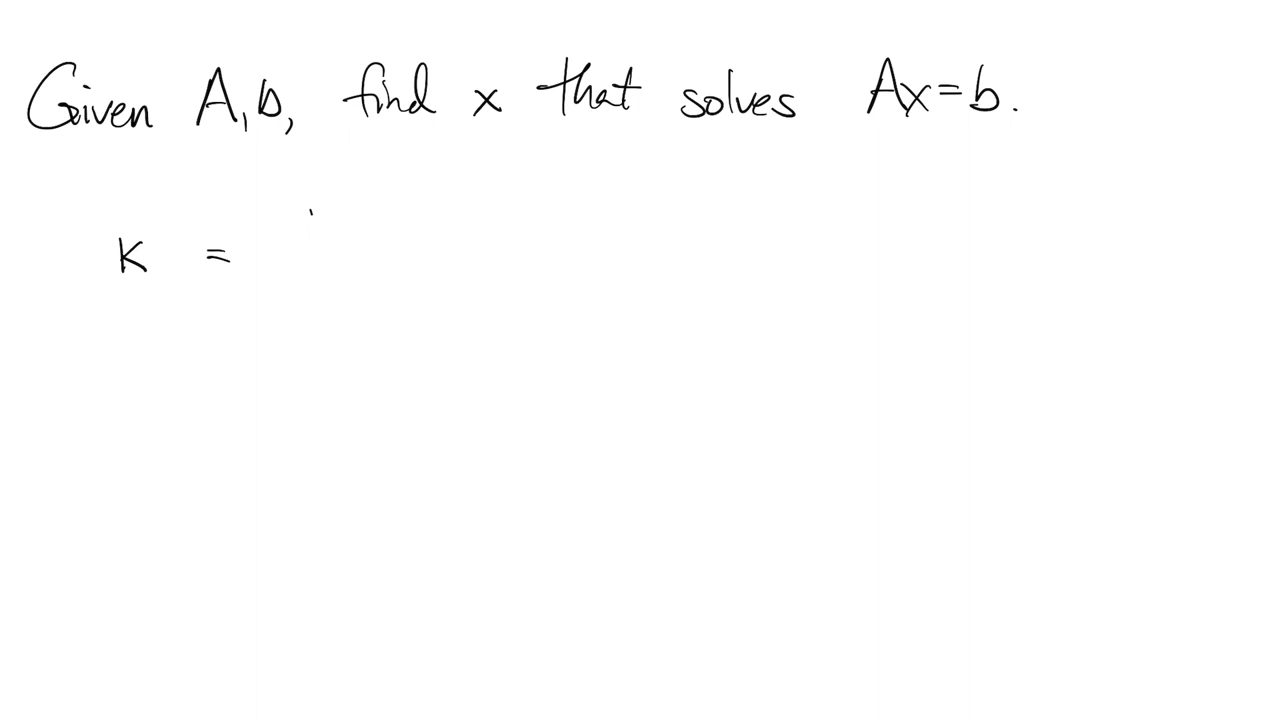 Given A, b, find x that solves Ax=b.
K =